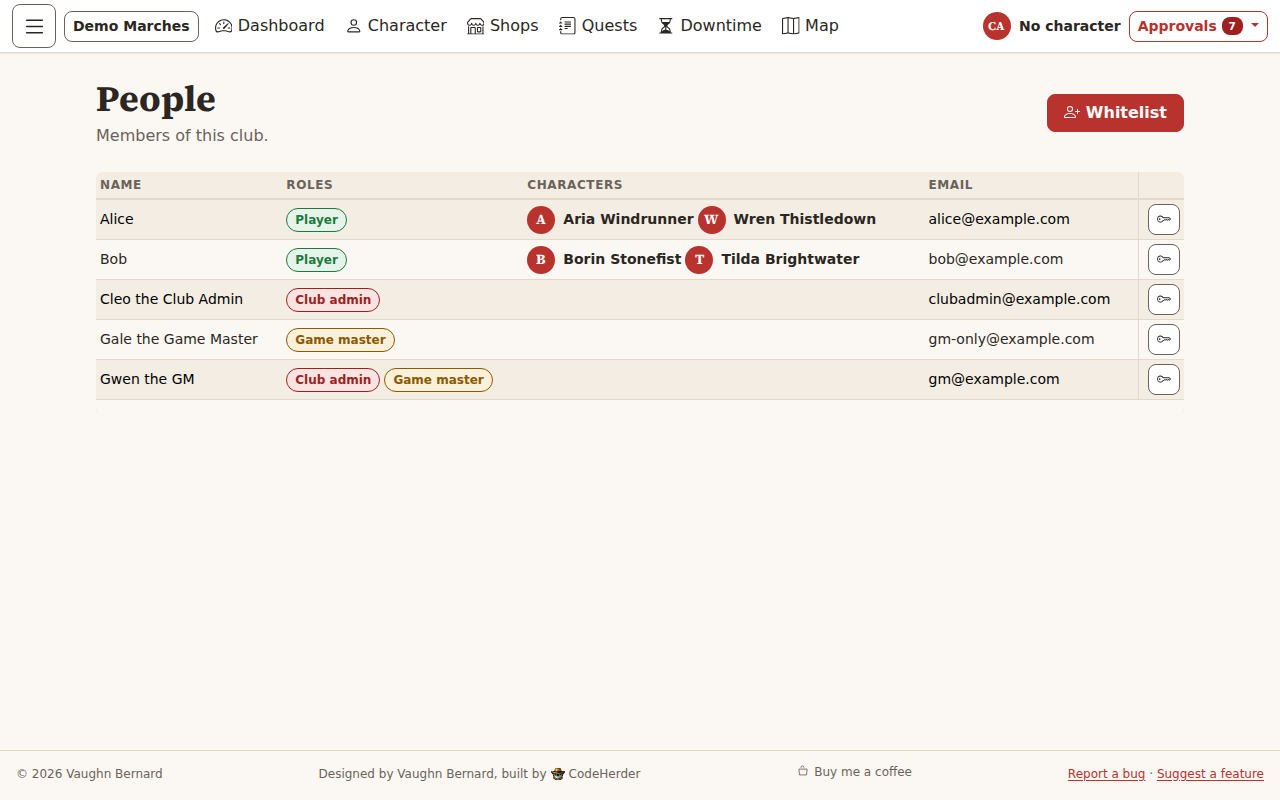 Demo Marches Dashboard Character Shops Quests Downtime Map CA No character Approvals 7
People
Members of this club.
Whitelist
NAME ROLES CHARACTERS EMAIL
Alice Player A Aria Windrunner W Wren Thistledown alice@example.com
Bob Player B Borin Stonefist T Tilda Brightwater bob@example.com
Cleo the Club Admin Club admin clubadmin@example.com
Gale the Game Master Game master gm-only@example.com
Gwen the GM Club admin Game master gm@example.com
© 2026 Vaughn Bernard Designed by Vaughn Bernard, built by CodeHerder Buy me a coffee Report a bug · Suggest a feature